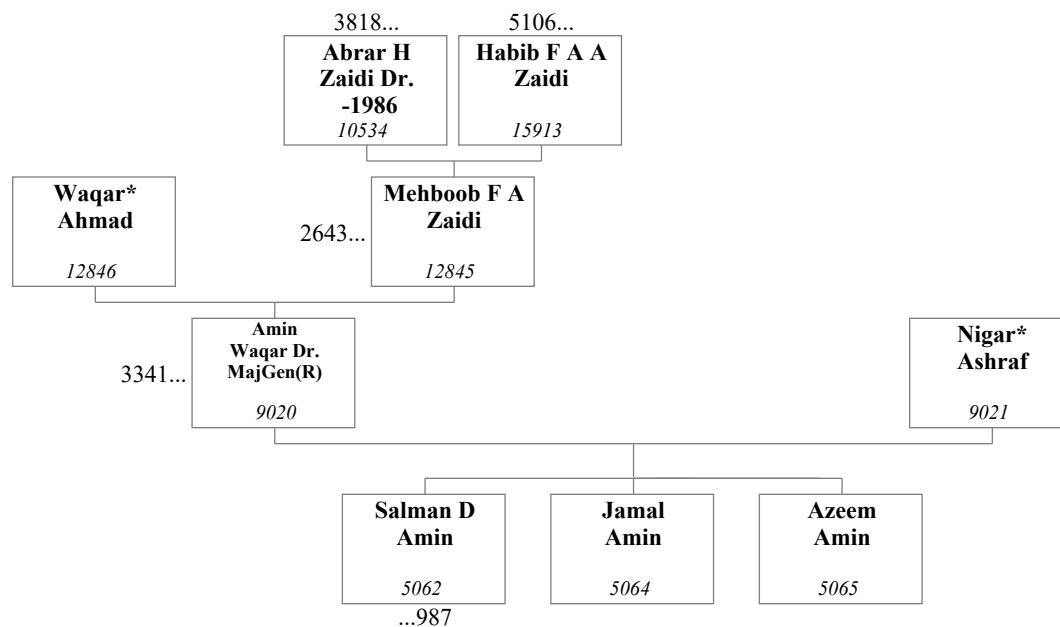 3818...
5106...
Abrar H
Zaidi Dr.
-1986
10534
Habib F A A
Zaidi
15913
Waqar*
Ahmad
12846
2643...
Mehboob F A
Zaidi
12845
3341...
Amin
Waqar Dr.
MajGen(R)
9020
Nigar*
Ashraf
9021
Salman D
Amin
5062
...987
Jamal
Amin
5064
Azeem
Amin
5065